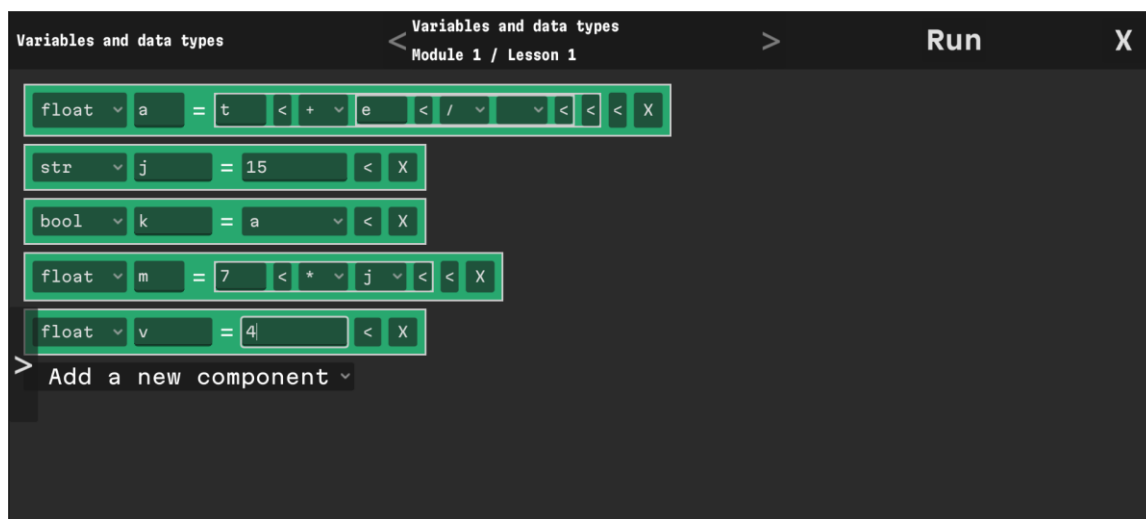 Variables and data types
< Variables and data types >
Module 1 / Lesson 1
Run X
float a = t < + e < / < < < X
str j = 15 < X
bool k = a < X
float m = 7 < * j < < X
float v = 4 < X
>
Add a new component